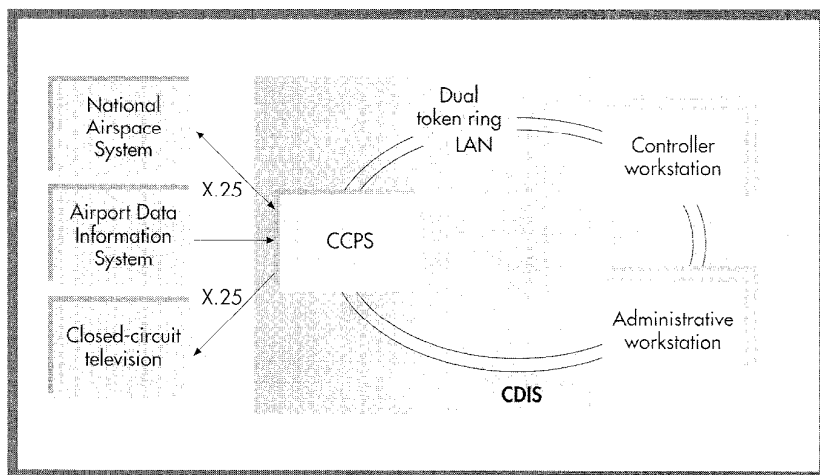 National
Airspace
System
X.25
Airport Data
Information
System
X.25
Closed-circuit
television
CCPS
Dual
token ring
LAN
Controller
workstation
Administrative
workstation
CDIS